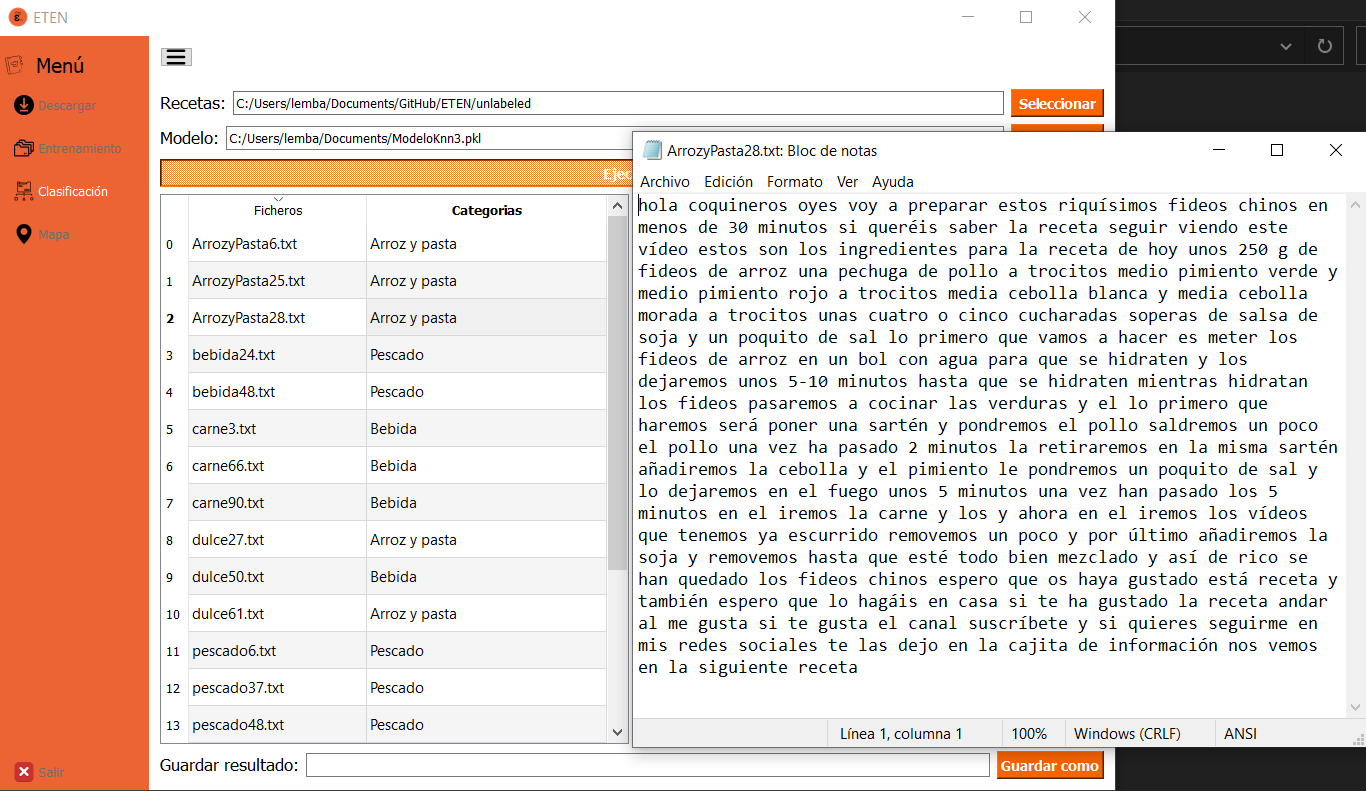 ETEN
Menú
Descargar
Entrenamiento
Clasificación
Mapa
Salir
Recetas: C:/Users/lemba/Documents/GitHub/ETEN/unlabeled Seleccionar
Modelo: C:/Users/lemba/Documents/ModeloKnn3.pkl
Ejec
Ficheros Categorias
0 ArrozyPasta6.txt Arroz y pasta
1 ArrozyPasta25.txt Arroz y pasta
2 ArrozyPasta28.txt Arroz y pasta
3 bebida24.txt Pescado
4 bebida48.txt Pescado
5 carne3.txt Bebida
6 carne66.txt Bebida
7 carne90.txt Bebida
8 dulce27.txt Arroz y pasta
9 dulce50.txt Bebida
10 dulce61.txt Arroz y pasta
11 pescado6.txt Pescado
12 pescado37.txt Pescado
13 pescado48.txt Pescado
Guardar resultado: Guardar como
ArrozyPasta28.txt: Bloc de notas
Archivo Edición Formato Ver Ayuda
hola coquineros oyes voy a preparar estos riquísimos fideos chinos en
menos de 30 minutos si queréis saber la receta seguir viendo este
vídeo estos son los ingredientes para la receta de hoy unos 250 g de
fideos de arroz una pechuga de pollo a trocitos medio pimiento verde y
medio pimiento rojo a trocitos media cebolla blanca y media cebolla
morada a trocitos unas cuatro o cinco cucharadas soperas de salsa de
soja y un poquito de sal lo primero que vamos a hacer es meter los
fideos de arroz en un bol con agua para que se hidraten y los
dejaremos unos 5-10 minutos hasta que se hidraten mientras hidratan
los fideos pasaremos a cocinar las verduras y el lo primero que
haremos será poner una sartén y pondremos el pollo saldremos un poco
el pollo una vez ha pasado 2 minutos la retiraremos en la misma sartén
añadiremos la cebolla y el pimiento le pondremos un poquito de sal y
lo dejaremos en el fuego unos 5 minutos una vez han pasado los 5
minutos en el iremos la carne y los y ahora en el iremos los vídeos
que tenemos ya escurrido removemos un poco y por último añadiremos la
soja y removemos hasta que esté todo bien mezclado y así de rico se
han quedado los fideos chinos espero que os haya gustado está receta y
también espero que lo hagáis en casa si te ha gustado la receta andar
al me gusta si te gusta el canal suscríbete y si quieres seguirme en
mis redes sociales te las dejo en la cajita de información nos vemos
en la siguiente receta
Línea 1, columna 1 100% Windows (CRLF) ANSI